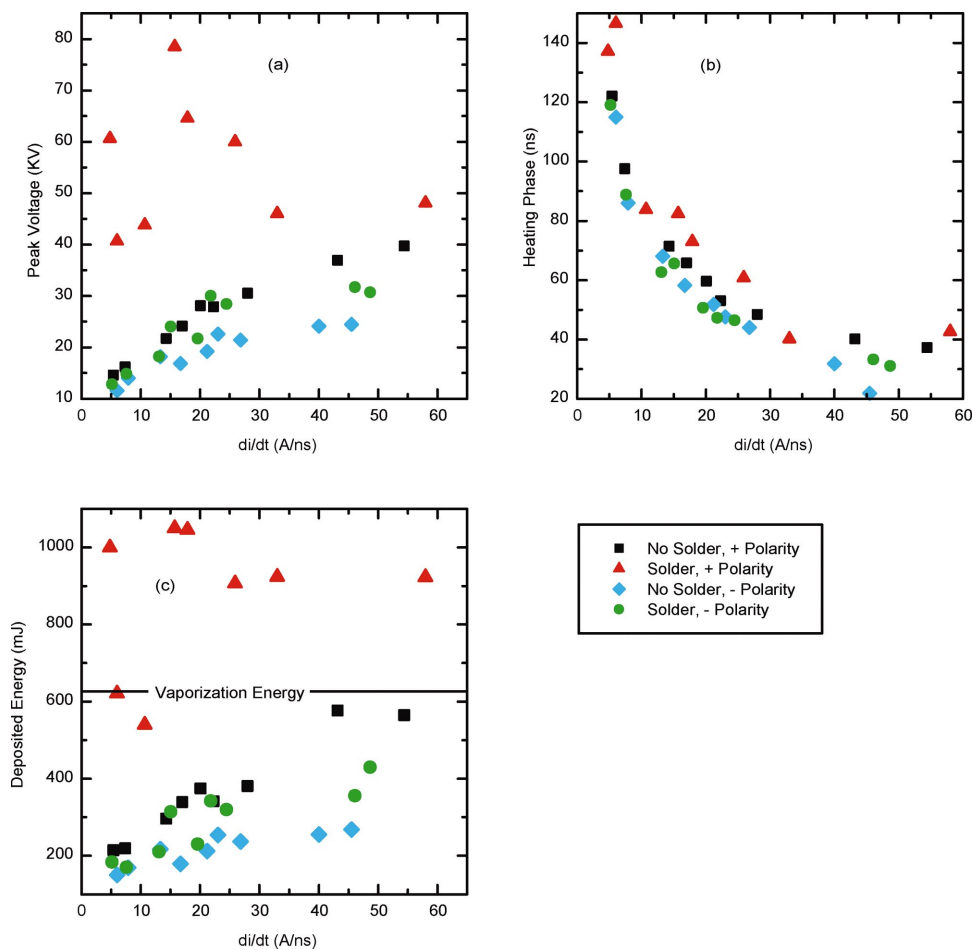 80
70
60
50
40
30
20
10
Peak Voltage (KV)
(a)
0 10 20 30 40 50 60
di/dt (A/ns)
140
120
100
80
60
40
20
Heating Phase (ns)
(b)
0 10 20 30 40 50 60
di/dt (A/ns)
1000
800
600
400
200
Deposited Energy (mJ)
(c)
Vaporization Energy
0 10 20 30 40 50 60
di/dt (A/ns)
No Solder, + Polarity
Solder, + Polarity
No Solder, - Polarity
Solder, - Polarity